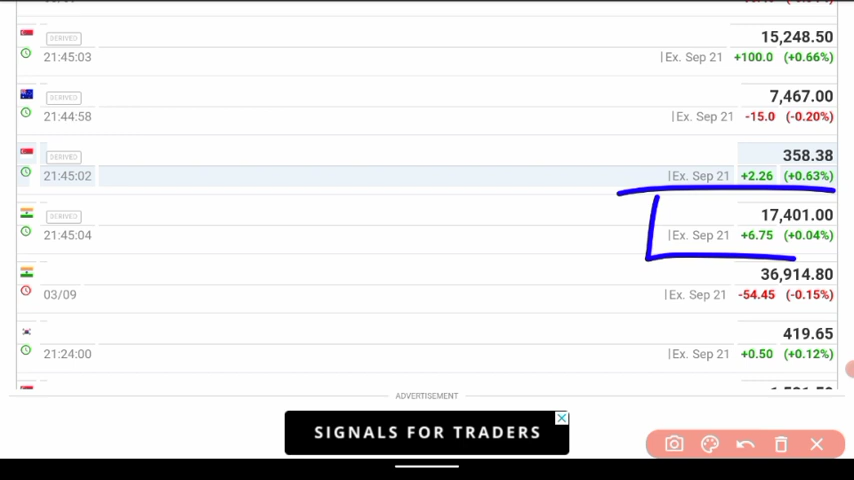 DERIVED
15,248.50
21:45:03 |Ex. Sep 21 +100.0 (+0.66%)
DERIVED
7,467.00
21:44:58 |Ex. Sep 21 -15.0 (-0.20%)
DERIVED
358.38
21:45:02 |Ex. Sep 21 +2.26 (+0.63%)
DERIVED
17,401.00
21:45:04 |Ex. Sep 21 +6.75 (+0.04%)
36,914.80
03/09 |Ex. Sep 21 -54.45 (-0.15%)
419.65
21:24:00 |Ex. Sep 21 +0.50 (+0.12%)
ADVERTISEMENT
SIGNALS FOR TRADERS